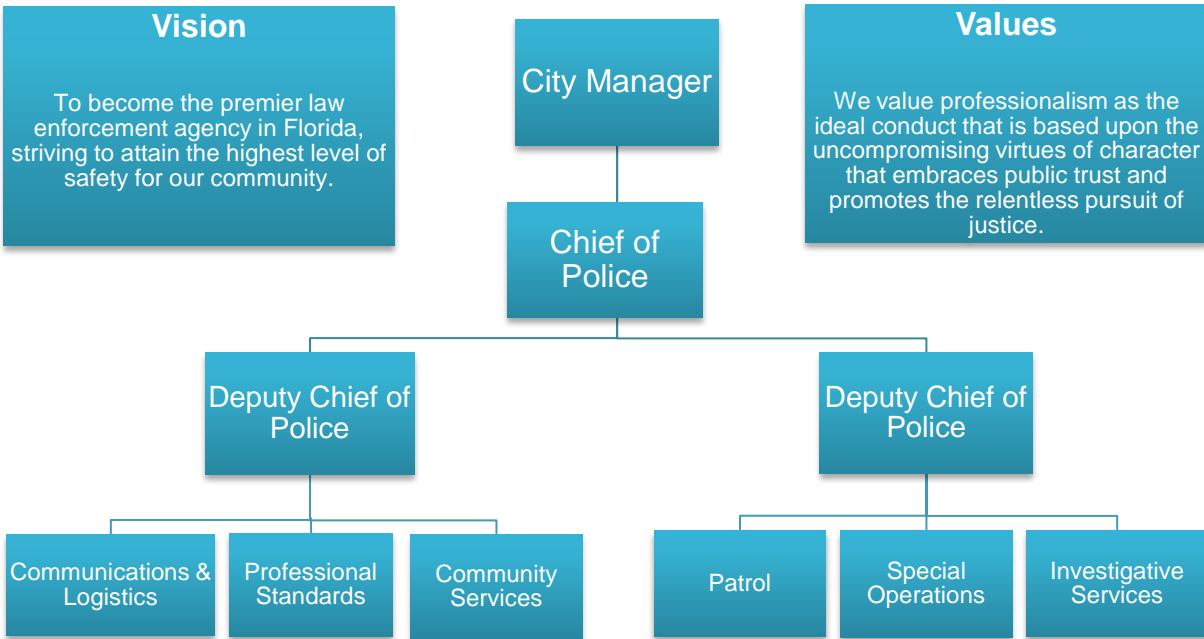 Vision
To become the premier law
enforcement agency in Florida,
striving to attain the highest level of
safety for our community.
City Manager
Values
We value professionalism as the
ideal conduct that is based upon the
uncompromising virtues of character
that embraces public trust and
promotes the relentless pursuit of
justice.
Chief of
Police
Deputy Chief of
Police
Deputy Chief of
Police
Communications &
Logistics
Professional
Standards
Community
Services
Patrol
Special
Operations
Investigative
Services